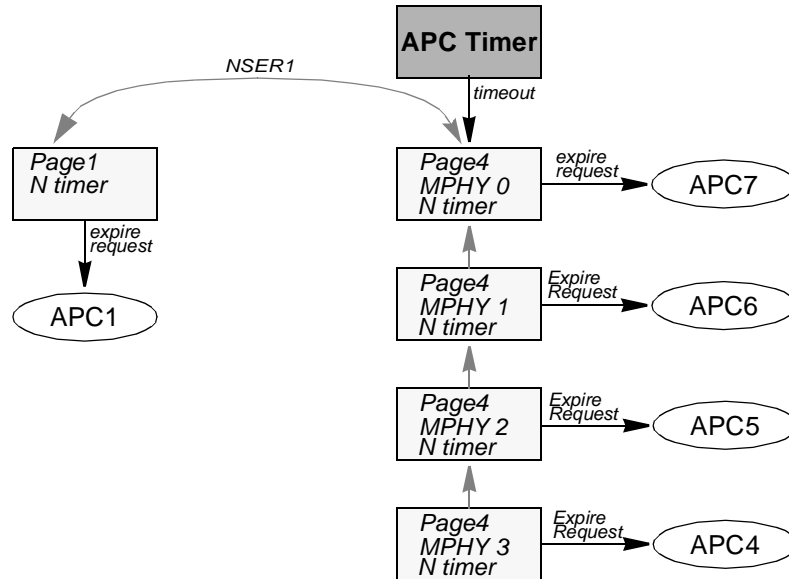 APC Timer
NSER1
timeout
Page1
N timer
expire
request
APC1
Page4
MPHY 0
N timer
expire
request
APC7
Page4
MPHY 1
N timer
Expire
Request
APC6
Page4
MPHY 2
N timer
Expire
Request
APC5
Page4
MPHY 3
N timer
Expire
Request
APC4